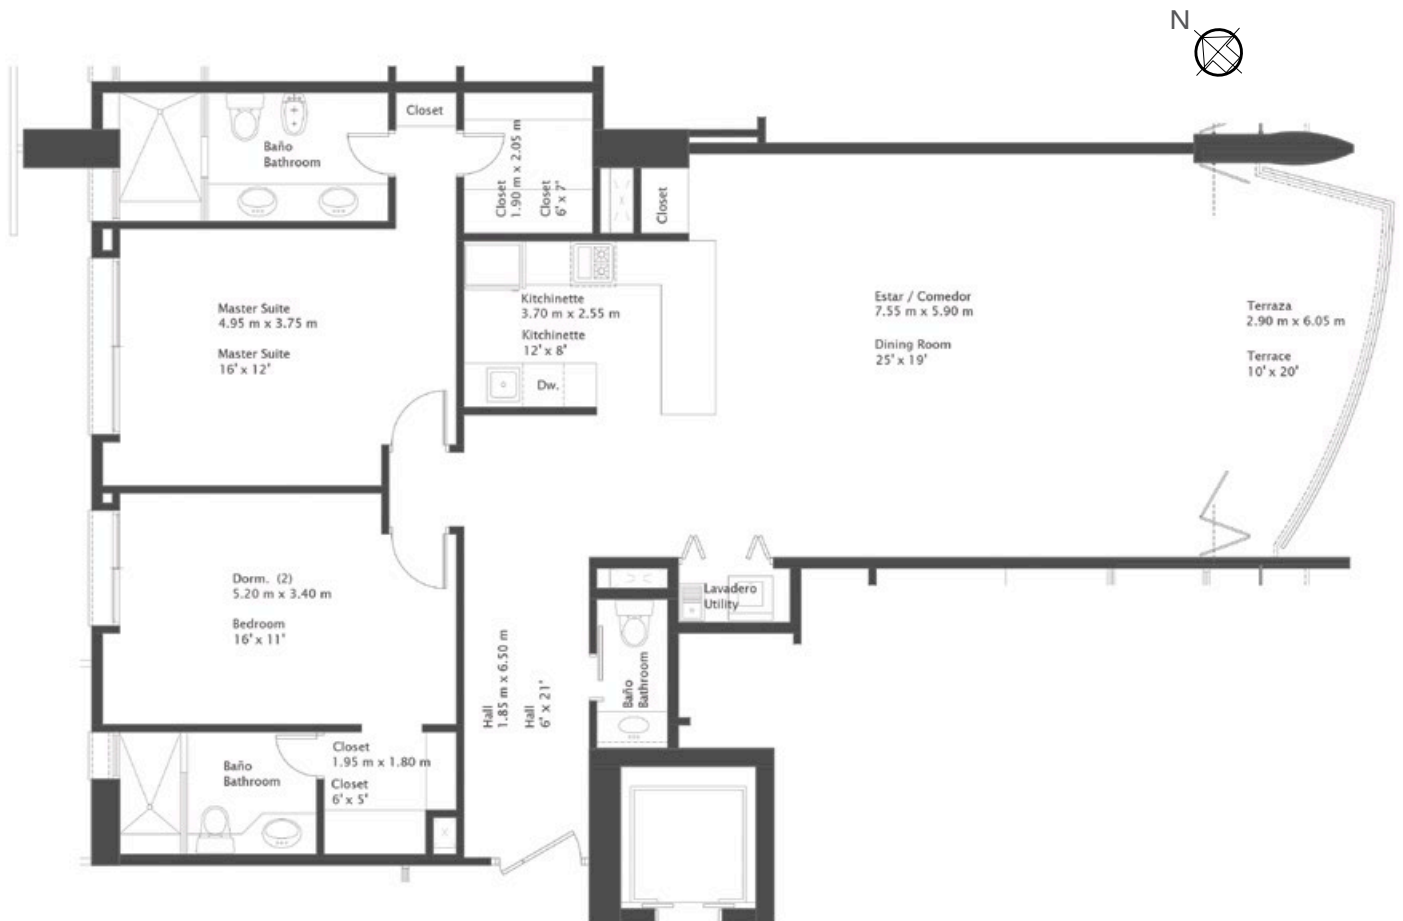 N
Closet
Baño
Bathroom
Closet
1.90 m x 2.05 m
Closet
6' x 7'
Closet
Master Suite
4.95 m x 3.75 m
Master Suite
16' x 12'
Kitchinette
3.70 m x 2.55 m
Kitchinette
12' x 8'
Dw.
Estar / Comedor
7.55 m x 5.90 m
Dining Room
25' x 19'
Terraza
2.90 m x 6.05 m
Terrace
10' x 20'
Dorm. (2)
5.20 m x 3.40 m
Bedroom
16' x 11'
Lavadero
Utility
Hall
1.85 m x 6.50 m
Hall
6' x 21'
Baño
Bathroom
Baño
Bathroom
Closet
1.95 m x 1.80 m
Closet
6' x 5'